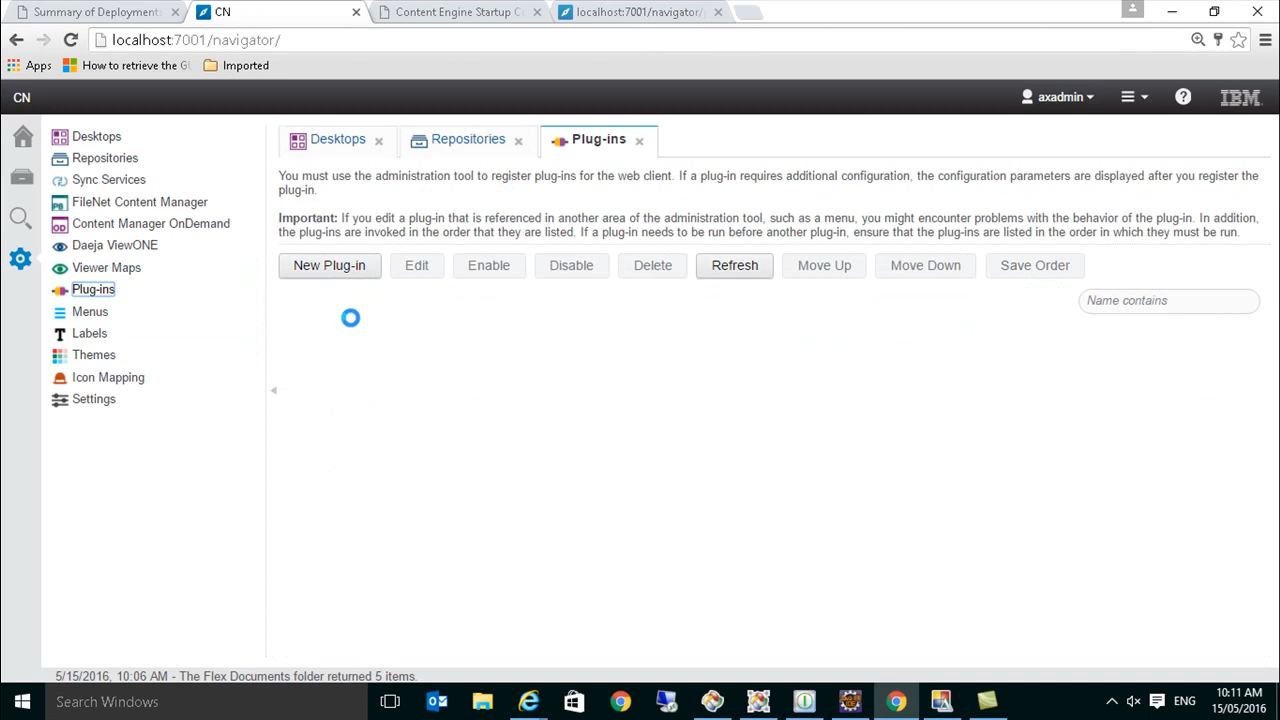 Summary of Deployment
CN
Content Engine Startup C
localhost:7001/navigator/
localhost:7001/navigator/
Apps
How to retrieve the G
Imported
CN
axadmin
?
IBM
Desktops
Repositories
Sync Services
FileNet Content Manager
Content Manager OnDemand
Daeja ViewONE
Viewer Maps
Plug-ins
Menus
Labels
Themes
Icon Mapping
Settings
Desktops
Repositories
Plug-ins
You must use the administration tool to register plug-ins for the web client. If a plug-in requires additional configuration, the configuration parameters are displayed after you register the
plug-in.
Important: If you edit a plug-in that is referenced in another area of the administration tool, such as a menu, you might encounter problems with the behavior of the plug-in. In addition,
the plug-ins are invoked in the order that they are listed. If a plug-in needs to be run before another plug-in, ensure that the plug-ins are listed in the order in which they must be run.
New Plug-in
Edit
Enable
Disable
Delete
Refresh
Move Up
Move Down
Save Order
Name contains
5/15/2016, 10:06 AM - The Flex Documents folder returned 5 items.
Search Windows
ENG
10:11 AM
15/05/2016